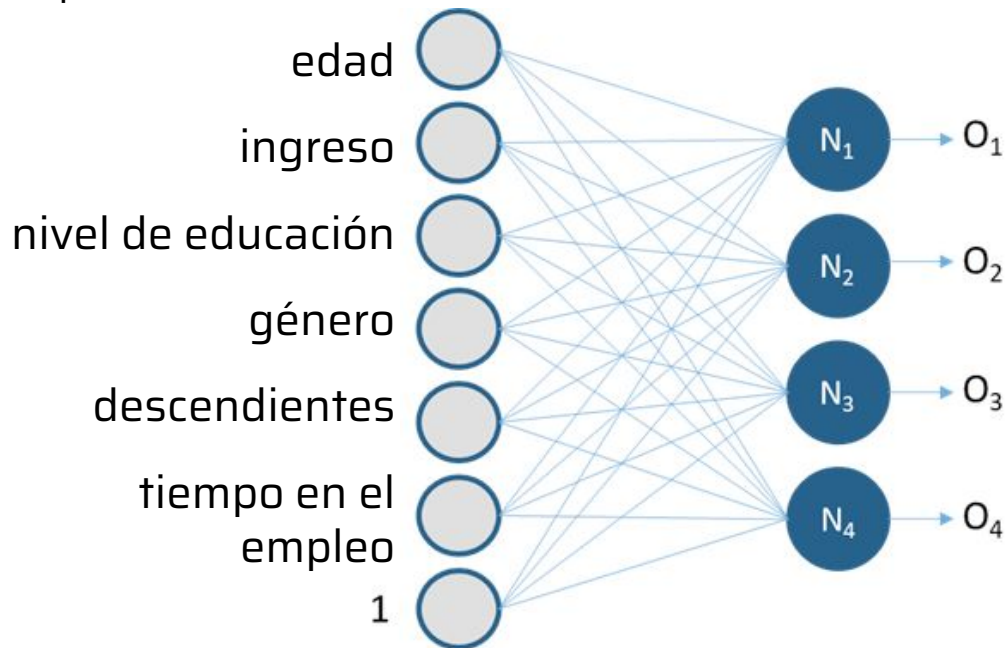 edad
ingreso
nivel de educación
género
descendientes
tiempo en el
empleo
1
N₁
O₁
N₂
O₂
N₃
O₃
N₄
O₄